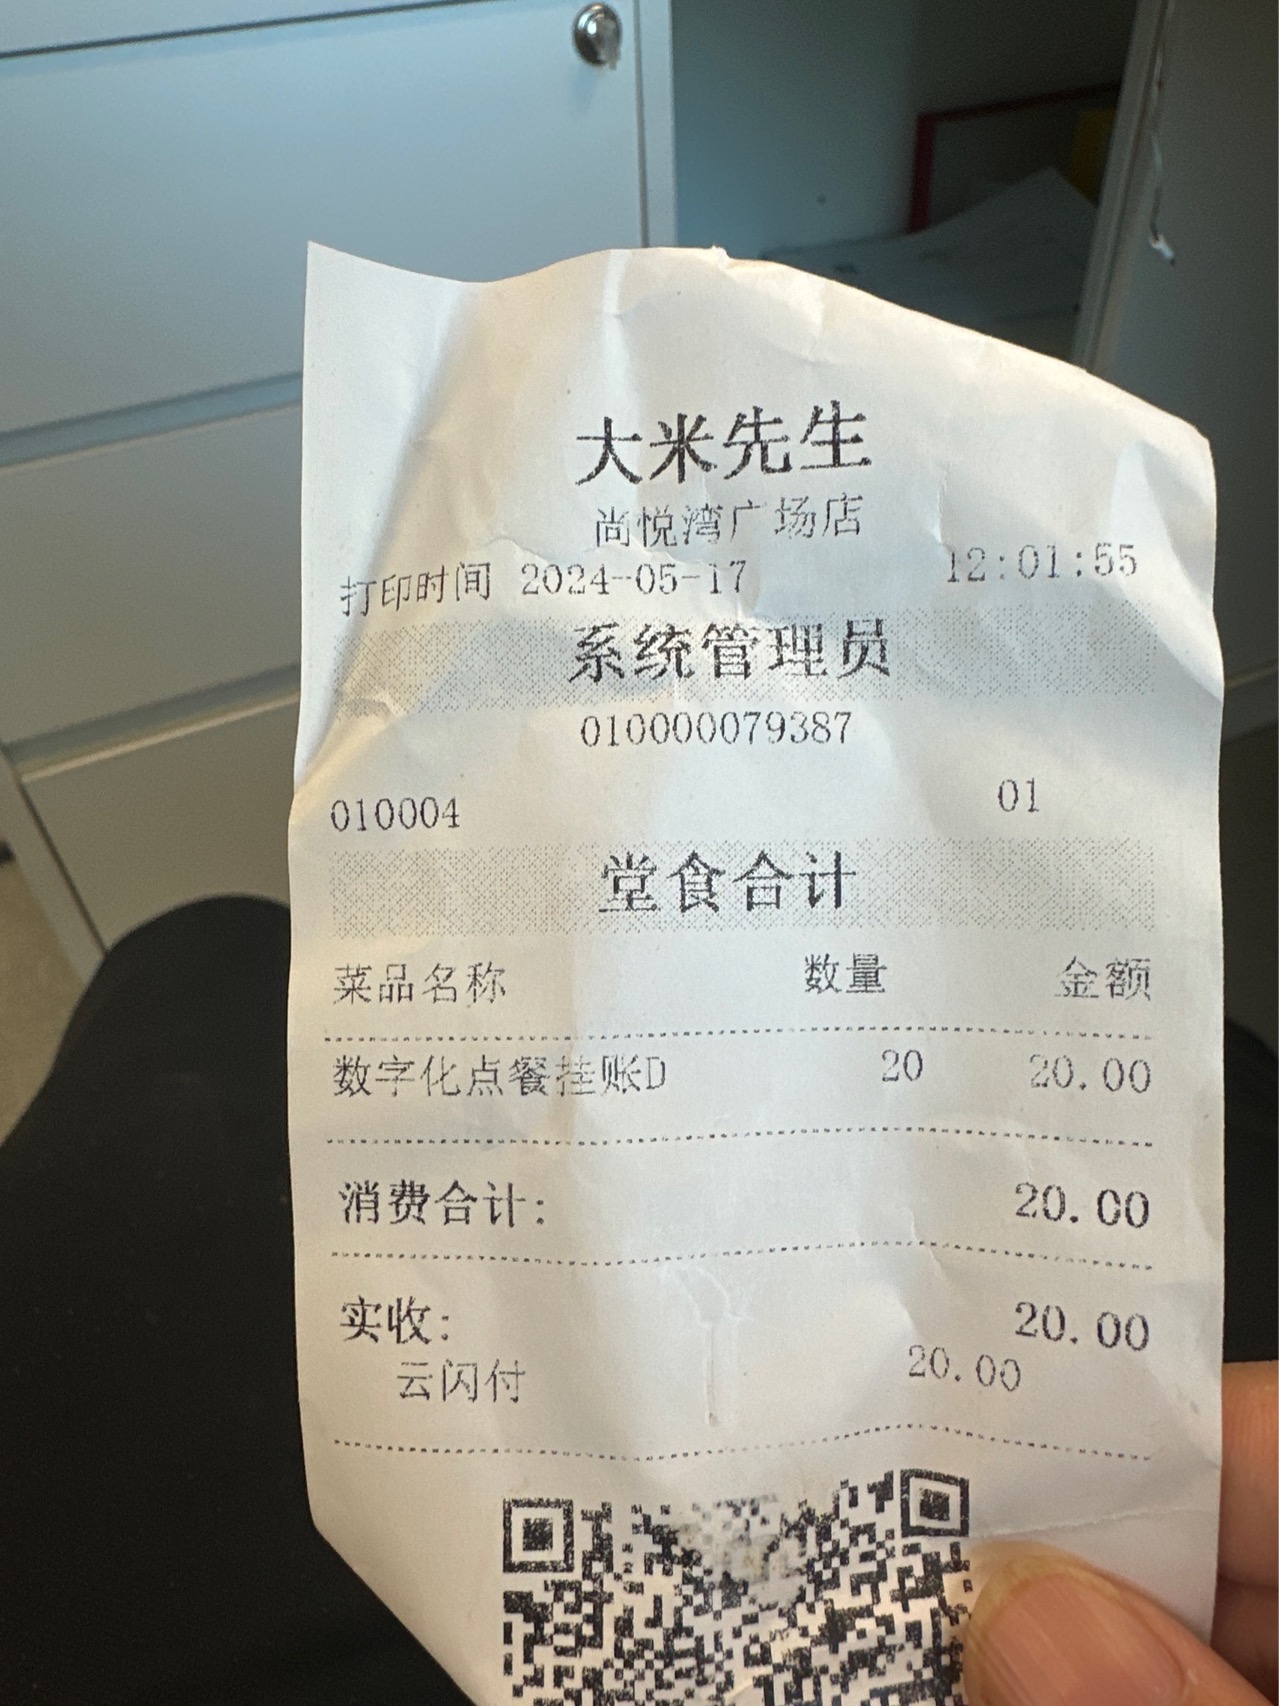 大米先生
尚悦湾广场店
打印时间 2024-05-17 12:01:55
系统管理员
010000079387
010004 01
堂食合计
菜品名称 数量 金额
数字化点餐挂账D 20 20.00
消费合计: 20.00
实收: 20.00
云闪付 20.00